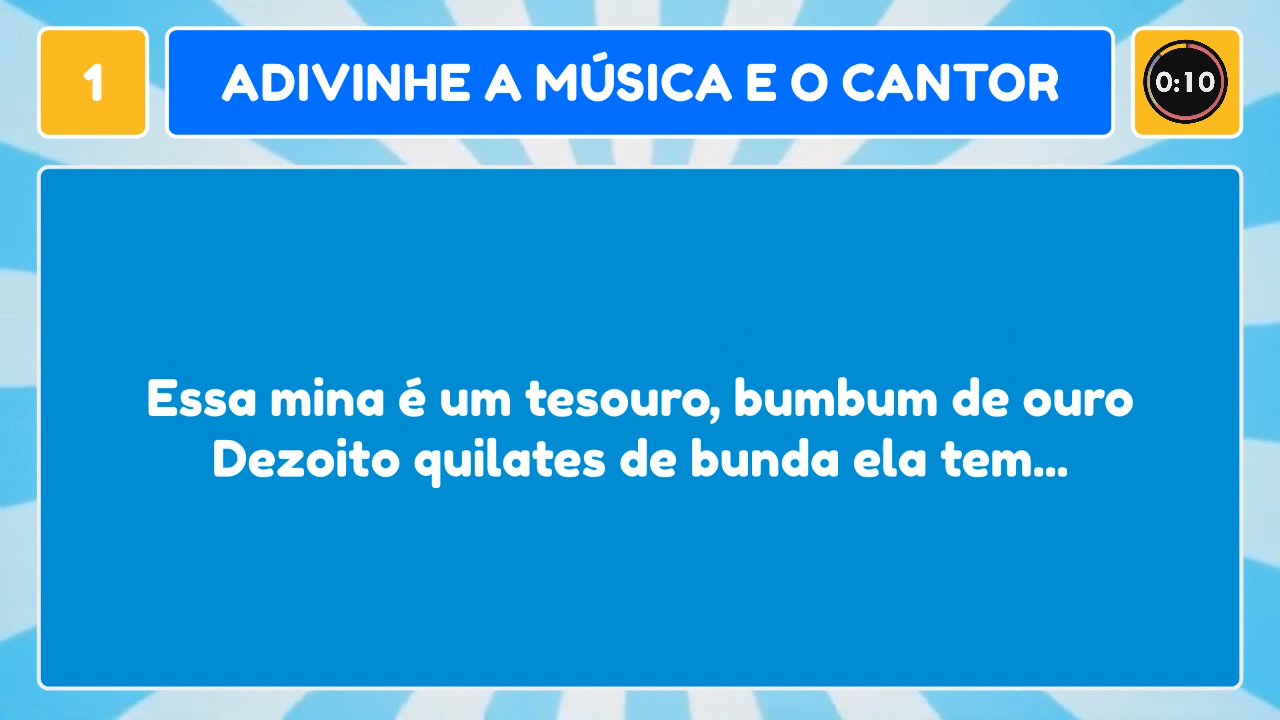 1
ADIVINHE A MÚSICA E O CANTOR
0:10
Essa mina é um tesouro, bumbum de ouro
Dezoito quilates de bunda ela tem...